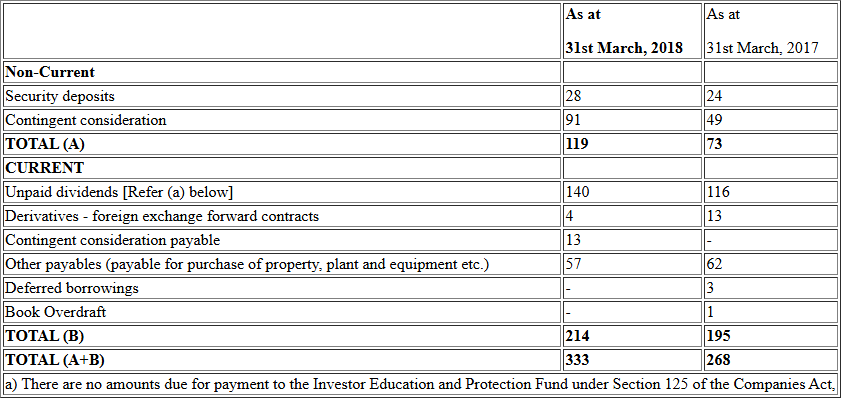 As at As at
31st March, 2018 31st March, 2017
Non-Current
Security deposits 28 24
Contingent consideration 91 49
TOTAL (A) 119 73
CURRENT
Unpaid dividends [Refer (a) below] 140 116
Derivatives - foreign exchange forward contracts 4 13
Contingent consideration payable 13 -
Other payables (payable for purchase of property, plant and equipment etc.) 57 62
Deferred borrowings - 3
Book Overdraft - 1
TOTAL (B) 214 195
TOTAL (A+B) 333 268
a) There are no amounts due for payment to the Investor Education and Protection Fund under Section 125 of the Companies Act,